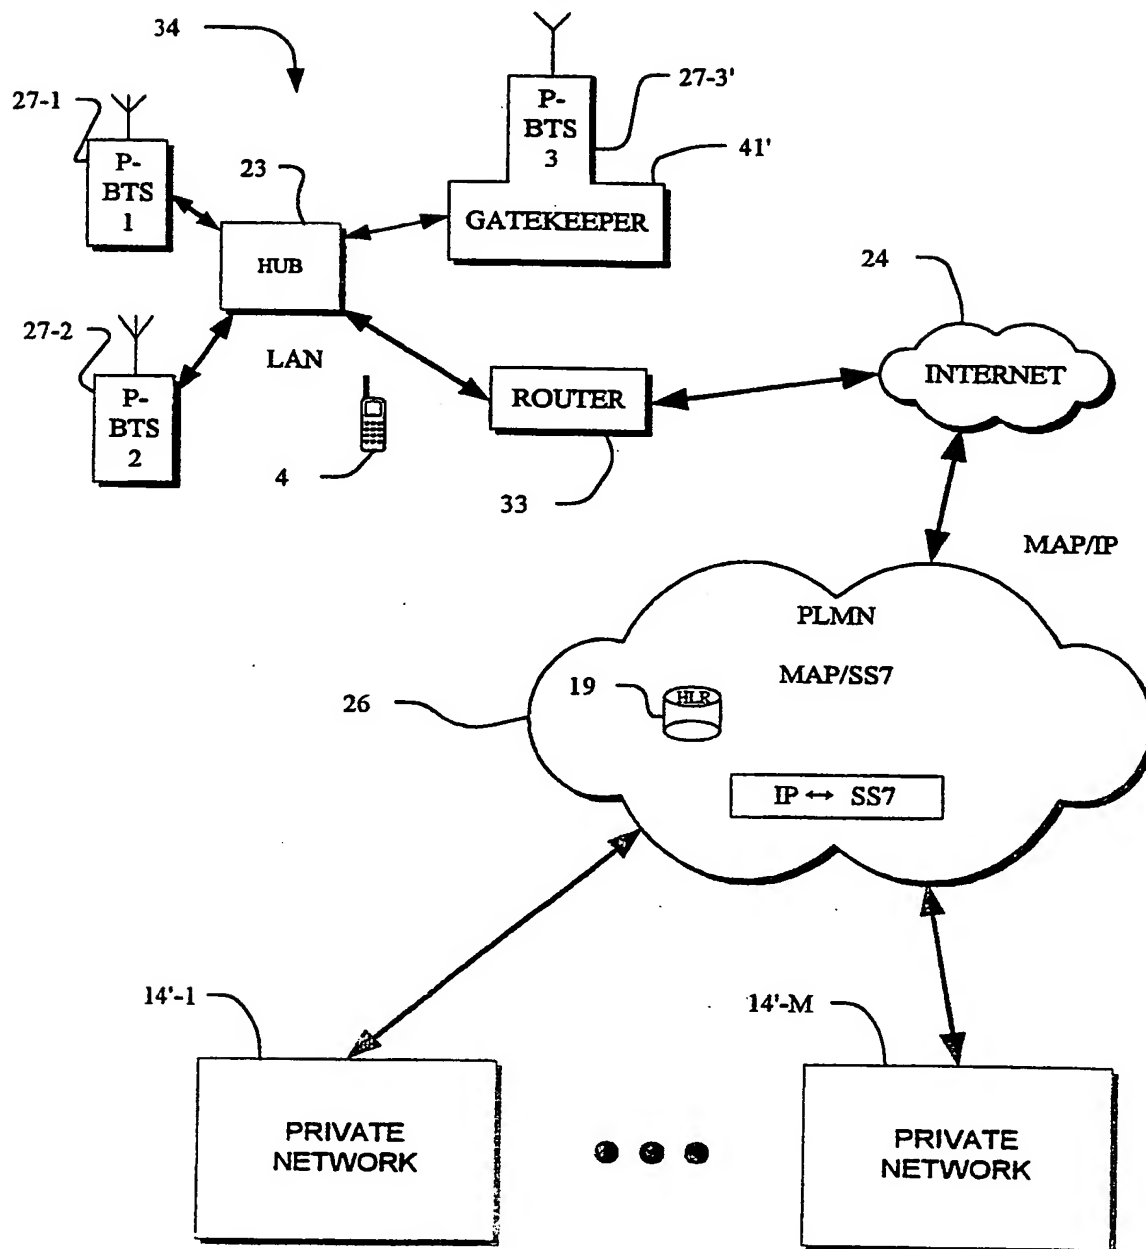 34
27-1
P-
BTS
1
23
HUB
P-
BTS
3
27-3'
41'
GATEKEEPER
24
27-2
P-
BTS
2
LAN
4
ROUTER
33
INTERNET
MAP/IP
PLMN
MAP/SS7
19
HLR
26
IP ↔ SS7
14'-1
14'-M
PRIVATE
NETWORK
PRIVATE
NETWORK